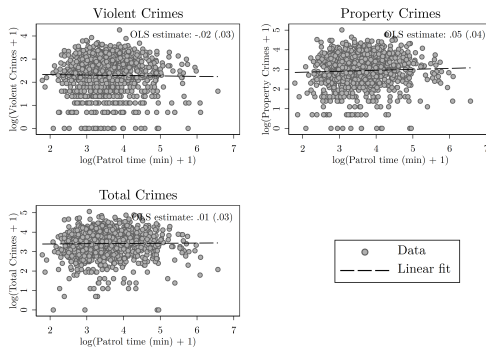 Violent Crimes
OLS estimate: -.02 (.03)
log(Violent Crimes + 1)
0 1 2 3 4
2 3 4 5 6 7
log(Patrol time (min) + 1)
Property Crimes
OLS estimate: .05 (.04)
log(Property Crimes + 1)
0 1 2 3 4 5
2 3 4 5 6 7
log(Patrol time (min) + 1)
Total Crimes
OLS estimate: .01 (.03)
log(Total Crimes + 1)
0 1 2 3 4 5
2 3 4 5 6 7
log(Patrol time (min) + 1)
Data
Linear fit